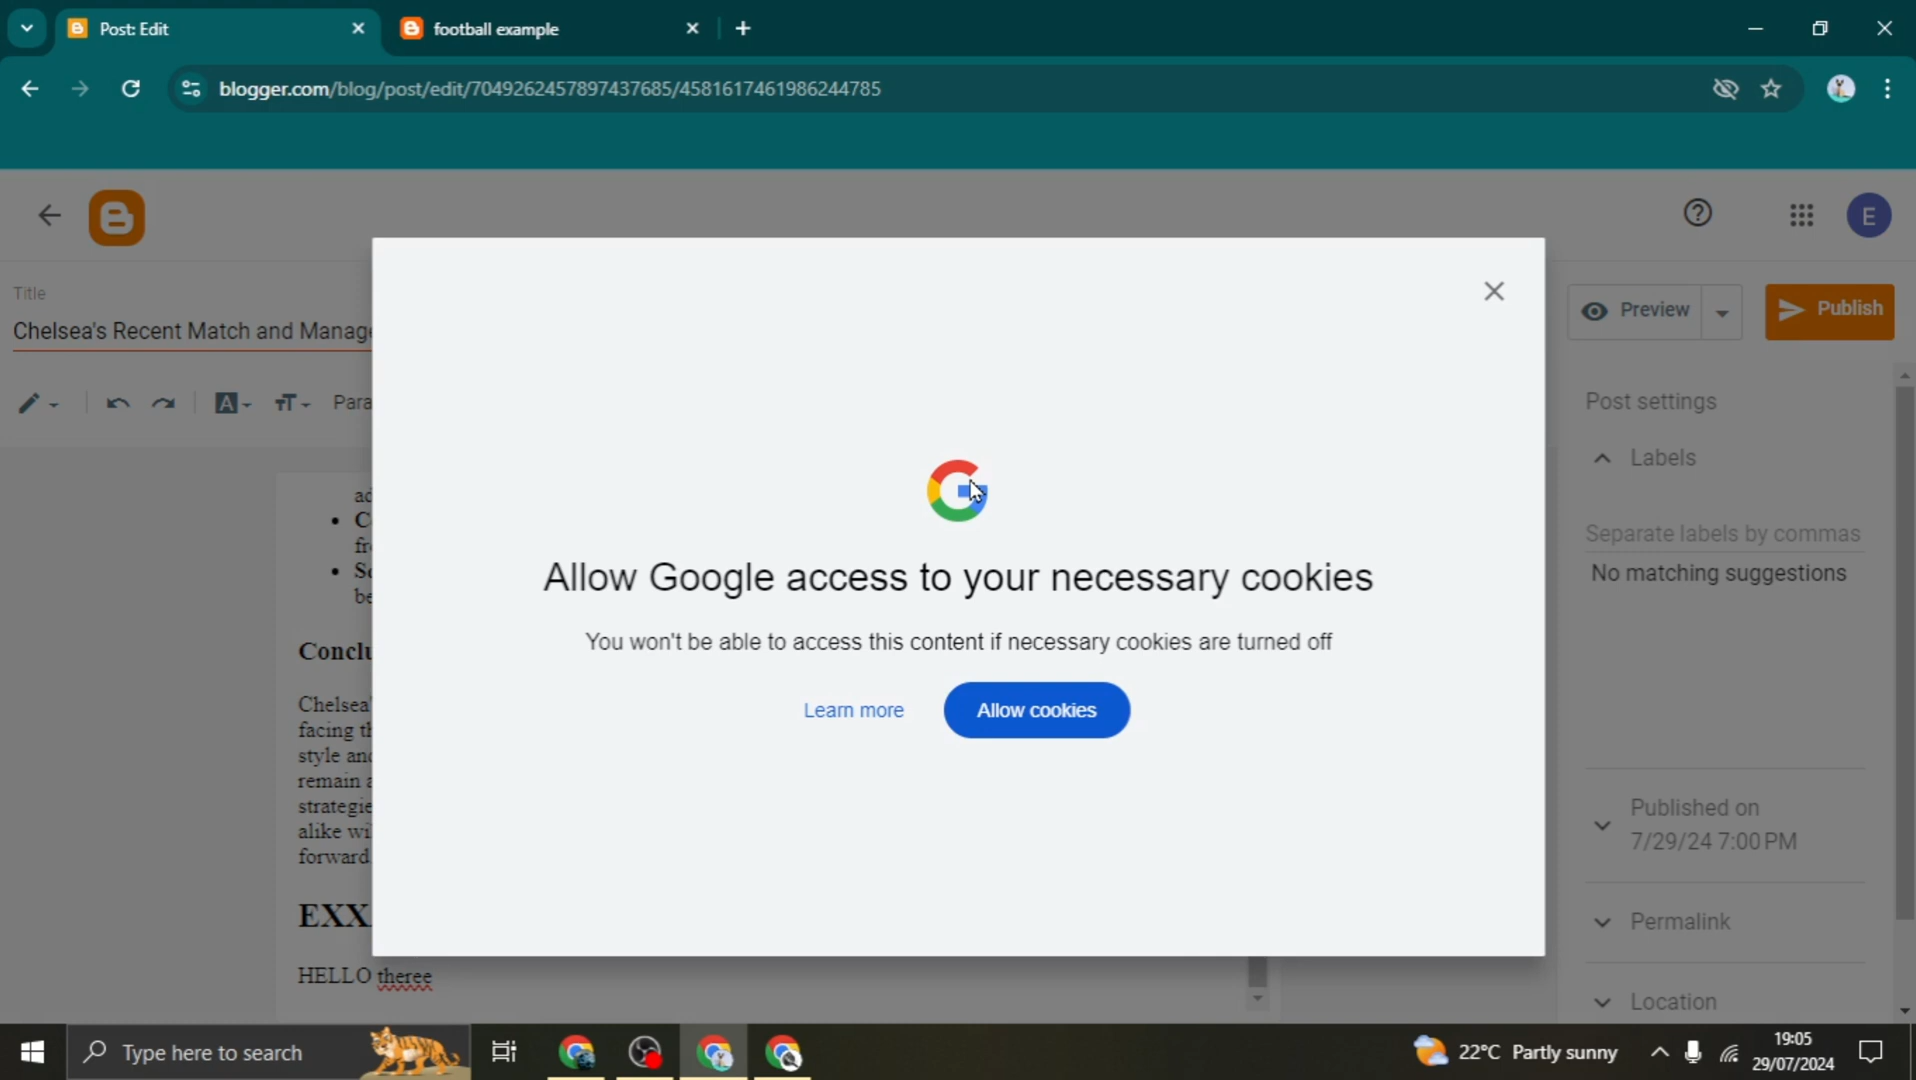 Post: Edit
football example
blogger.com/blog/post/edit/7049262457897437685/4581617461986244785
E
Title
Chelsea's Recent Match and Manage
Preview
Publish
A
Para
Post settings
Labels
Separate labels by commas
No matching suggestions
Allow Google access to your necessary cookies
You won't be able to access this content if necessary cookies are turned off
Learn more
Allow cookies
Conclu
Chelsea'
facing th
style and
remain a
strategie
alike wi
forward
EXX
HELLO theree
Published on
7/29/24 7:00 PM
Permalink
Location
Type here to search
22°C Partly sunny
19:05
29/07/2024